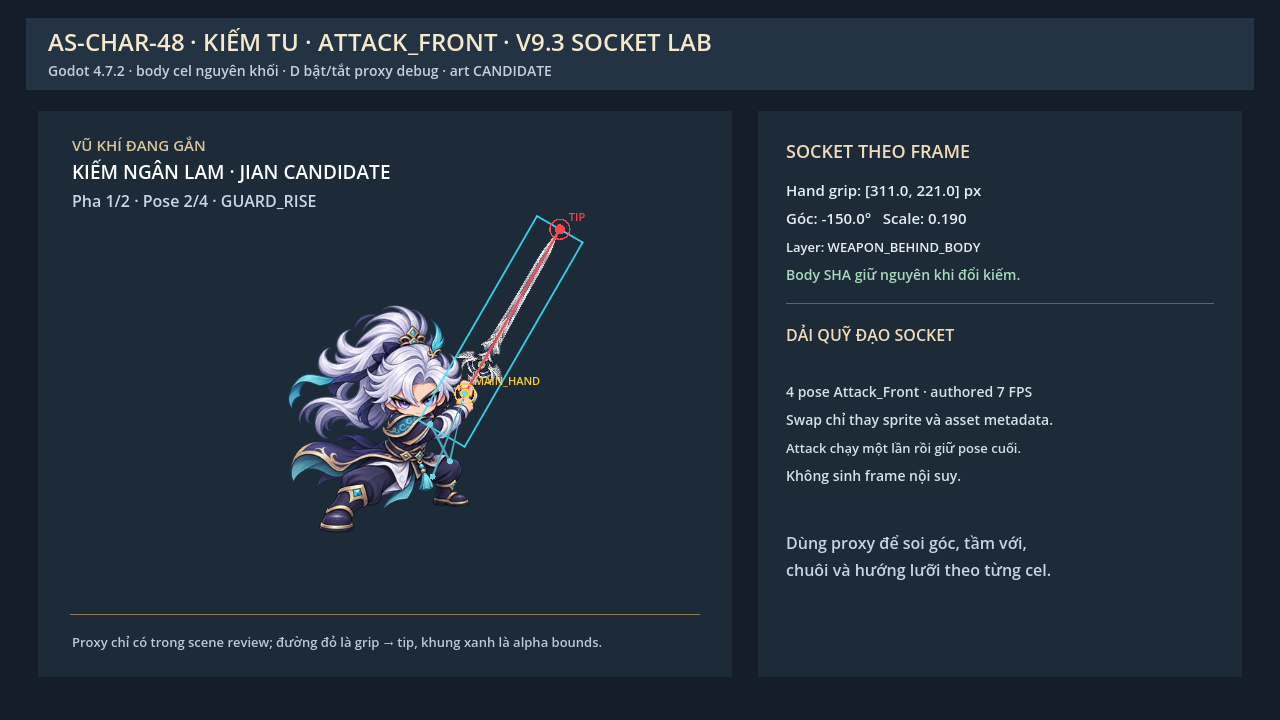 AS-CHAR-48 · KIẾM TU · ATTACK_FRONT · V9.3 SOCKET LAB
Godot 4.7.2 · body cel nguyên khối · D bật/tắt proxy debug · art CANDIDATE
VŨ KHÍ ĐANG GẮN
KIẾM NGÂN LAM · JIAN CANDIDATE
Pha 1/2 · Pose 2/4 · GUARD_RISE
TIP
MAIN_HAND
Proxy chỉ có trong scene review; đường đỏ là grip → tip, khung xanh là alpha bounds.
SOCKET THEO FRAME
Hand grip: [311.0, 221.0] px
Góc: -150.0° Scale: 0.190
Layer: WEAPON_BEHIND_BODY
Body SHA giữ nguyên khi đổi kiếm.
DẢI QUỸ ĐẠO SOCKET
4 pose Attack_Front · authored 7 FPS
Swap chỉ thay sprite và asset metadata.
Attack chạy một lần rồi giữ pose cuối.
Không sinh frame nội suy.
Dùng proxy để soi góc, tầm với,
chuôi và hướng lưỡi theo từng cel.